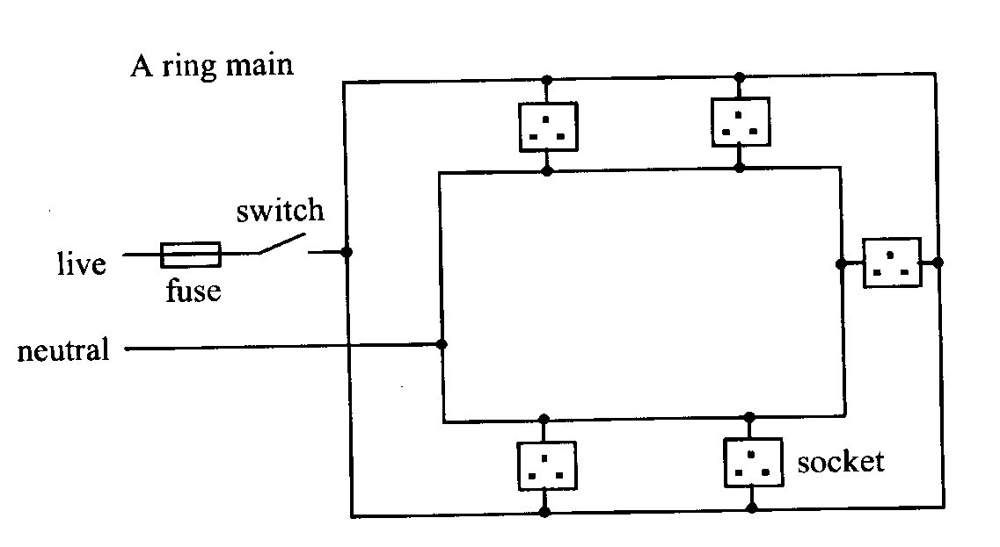 A ring main
switch
live
fuse
neutral
socket